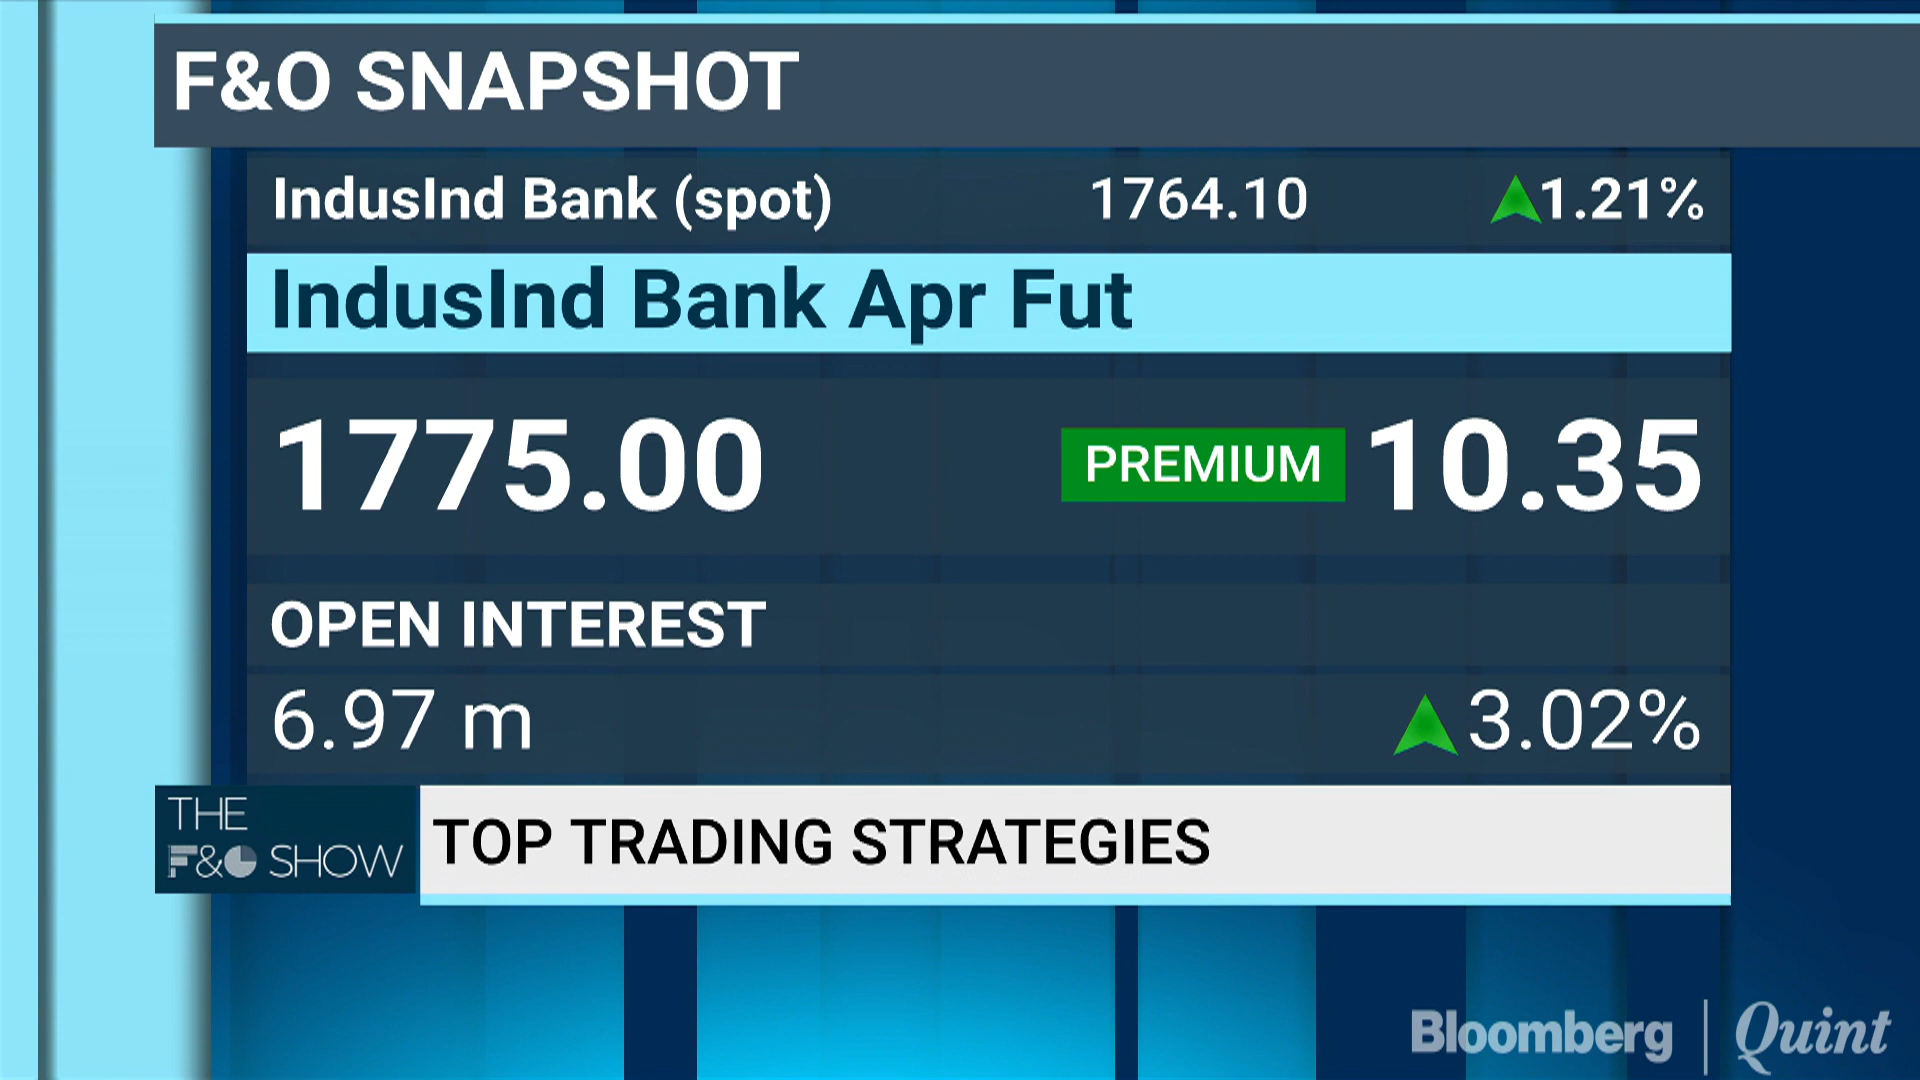 F&O SNAPSHOT
IndusInd Bank (spot) 1764.10 1.21%
IndusInd Bank Apr Fut
1775.00 PREMIUM 10.35
OPEN INTEREST
6.97 m 3.02%
THE
F&O SHOW
TOP TRADING STRATEGIES
Bloomberg | Quint